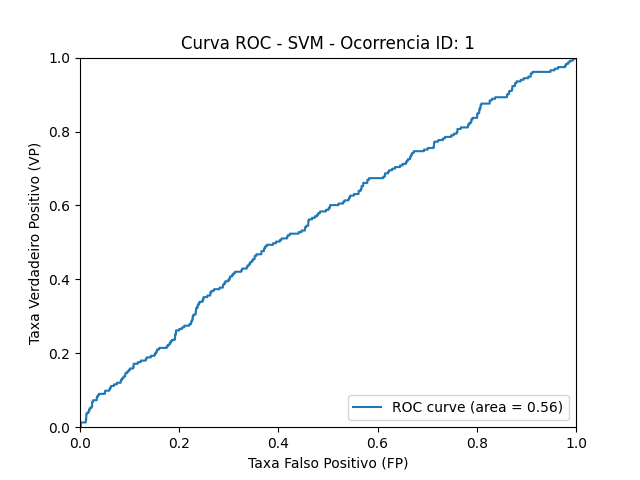 Curva ROC - SVM - Ocorrencia ID: 1
1.0
0.8
0.6
0.4
0.2
0.0
Taxa Verdadeiro Positivo (VP)
ROC curve (area = 0.56)
0.0 0.2 0.4 0.6 0.8 1.0
Taxa Falso Positivo (FP)